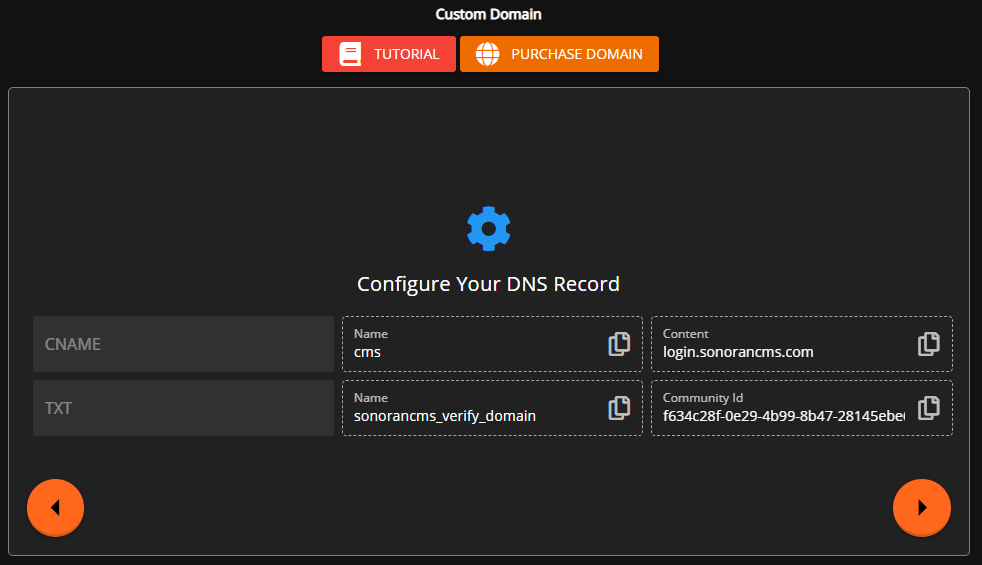 Custom Domain
TUTORIAL
PURCHASE DOMAIN
Configure Your DNS Record
CNAME
Name
cms
Content
login.sonorancms.com
TXT
Name
sonorancms_verify_domain
Community Id
f634c28f-0e29-4b99-8b47-28145ebe